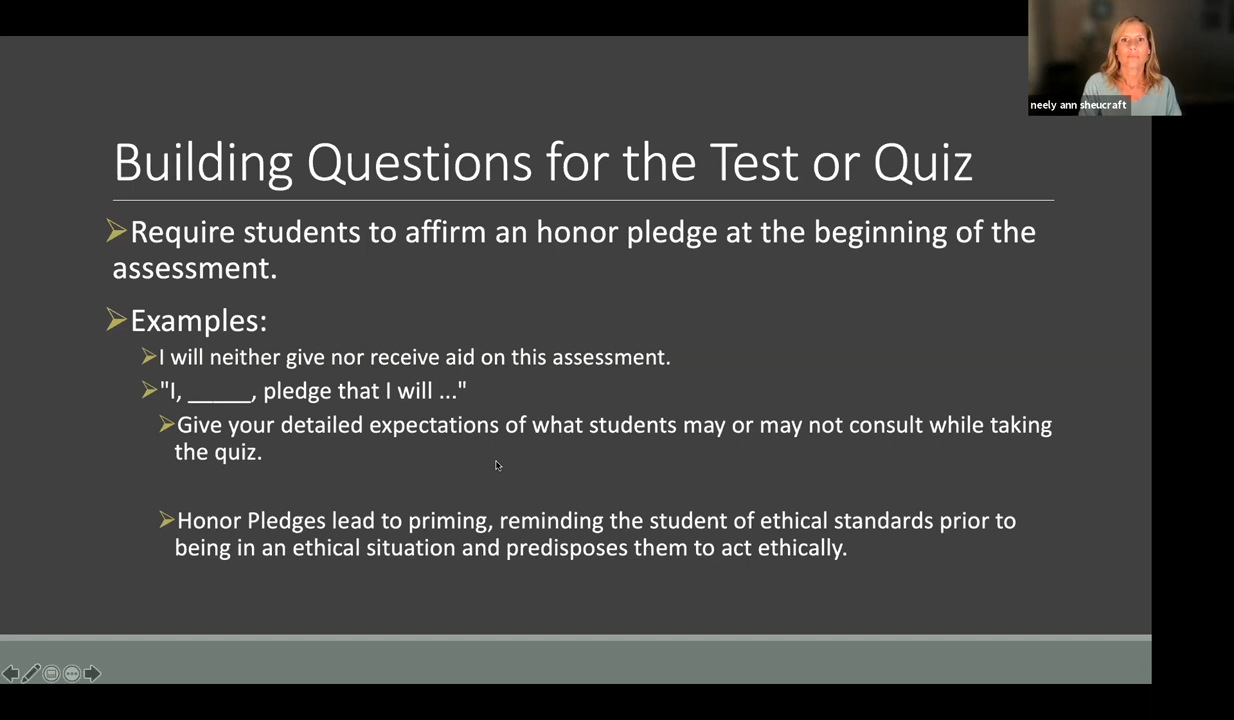 neely ann sheucraft
Building Questions for the Test or Quiz
Require students to affirm an honor pledge at the beginning of the
assessment.
Examples:
I will neither give nor receive aid on this assessment.
"I, _____, pledge that I will ..."
Give your detailed expectations of what students may or may not consult while taking
the quiz.
Honor Pledges lead to priming, reminding the student of ethical standards prior to
being in an ethical situation and predisposes them to act ethically.